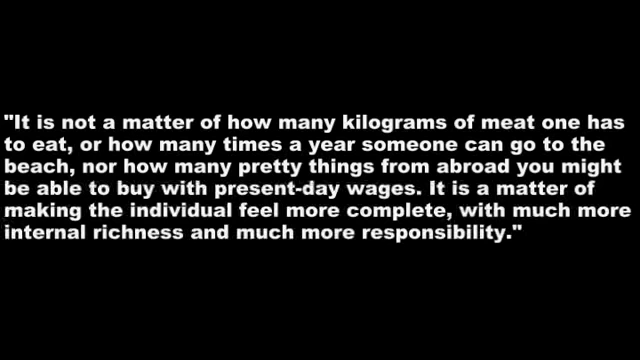 "It is not a matter of how many kilograms of meat one has
to eat, or how many times a year someone can go to the
beach, nor how many pretty things from abroad you might
be able to buy with present-day wages. It is a matter of
making the individual feel more complete, with much more
internal richness and much more responsibility."